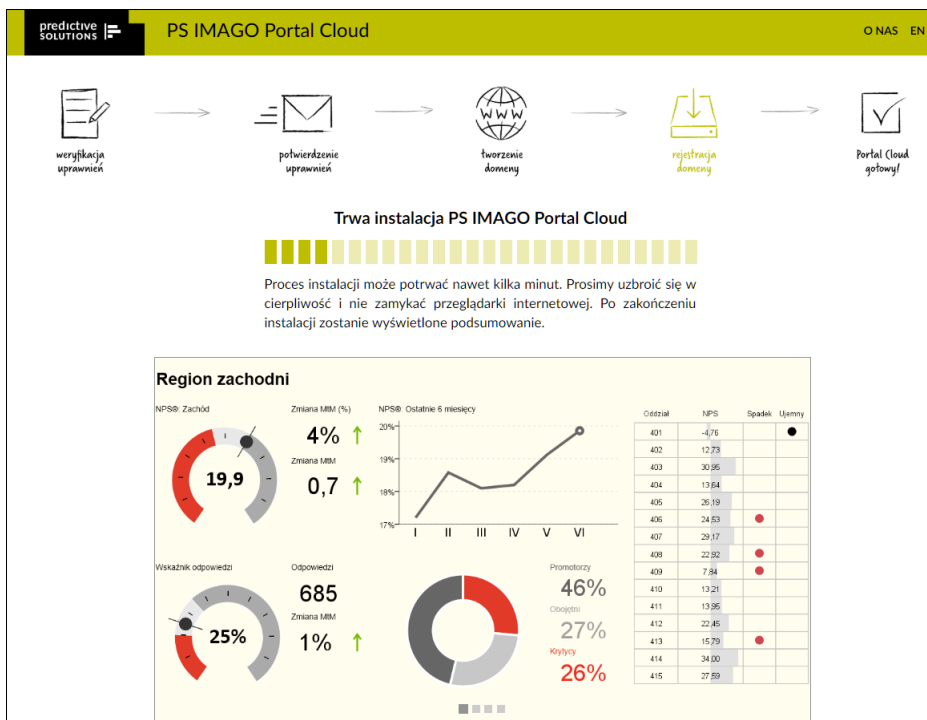 predictive
SOLUTIONS
PS IMAGO Portal Cloud
O NAS EN
weryfikacja
uprawnień
potwierdzenie
uprawnień
WWW
tworzenie
domeny
rejestracja
domeny
Portal Cloud
gotowy!
Trwa instalacja PS IMAGO Portal Cloud
Proces instalacji może potrwać nawet kilka minut. Prosimy uzbroić się w
cierpliwość i nie zamykać przeglądarki internetowej. Po zakończeniu
instalacji zostanie wyświetlone podsumowanie.
Region zachodni
NPS®: Zachód
19,9
Zmiana MtM (%)
4%
Zmiana MtM
0,7
NPS®: Ostatnie 6 miesięcy
20%
19%
18%
17%
I II III IV V VI
Wskaźnik odpowiedzi
25%
Odpowiedzi
685
Zmiana MtM
1%
Promotorzy
46%
Obojętni
27%
Krytycy
26%
Oddział NPS Spadek Ujemny
401 -4,76
402 12,73
403 30,95
404 13,64
405 26,19
406 24,53
407 29,17
408 22,92
409 7,84
410 13,21
411 13,95
412 22,45
413 15,79
414 34,00
415 27,59